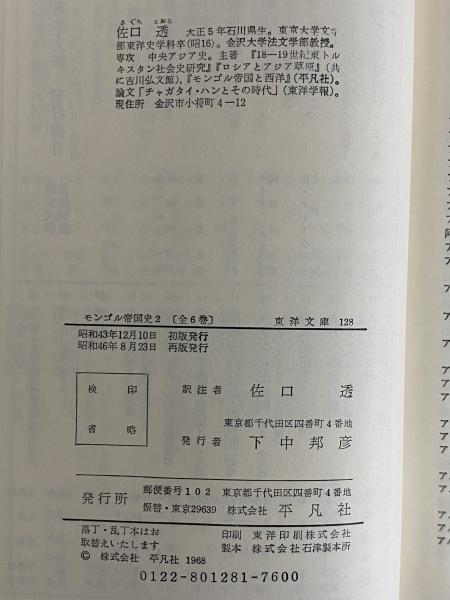 さぐち とおる
佐口 透 大正5年石川県生。東京大学文学
部東洋史学科卒(昭16)。金沢大学法文学部教授。
専攻 中央アジア史。主著 『18―19世紀東トル
キスタン社会史研究』『ロシアとアジア草原』(共
に吉川弘文館),『モンゴル帝国と西洋』(平凡社)。
論文「チャガタイ・ハンとその時代」(東洋学報)。
現住所 金沢市小将町4―12
モンゴル帝国史2 〔全6巻〕 東洋文庫 128
昭和43年12月10日 初版発行
昭和46年8月23日 再版発行
検印
省略
訳注者 佐口 透
東京都千代田区四番町4番地
発行者 下中邦彦
発行所 郵便番号102 東京都千代田区四番町4番地
振替・東京29639 株式会社 平凡社
落丁・乱丁本はお
取替えいたします
印刷 東洋印刷株式会社
製本 株式会社石津製本所
© 株式会社 平凡社 1968
0122-801281-7600